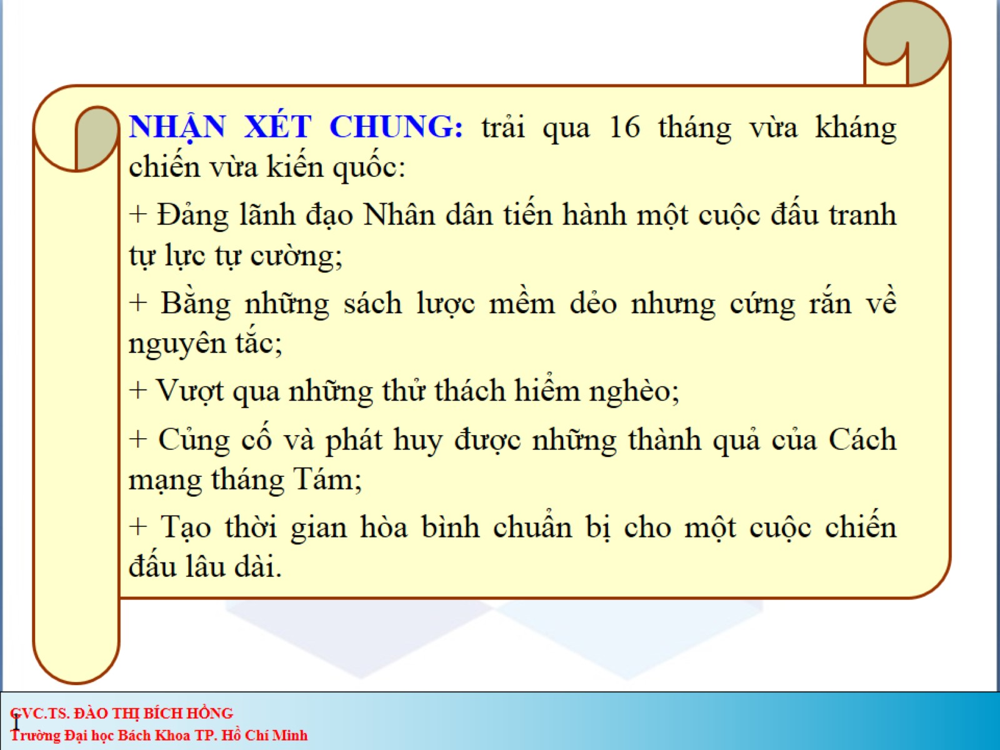 NHẬN XÉT CHUNG: trải qua 16 tháng vừa kháng
chiến vừa kiến quốc:
+ Đảng lãnh đạo Nhân dân tiến hành một cuộc đấu tranh
tự lực tự cường;
+ Bằng những sách lược mềm dẻo nhưng cứng rắn về
nguyên tắc;
+ Vượt qua những thử thách hiểm nghèo;
+ Củng cố và phát huy được những thành quả của Cách
mạng tháng Tám;
+ Tạo thời gian hòa bình chuẩn bị cho một cuộc chiến
đấu lâu dài.
GVC.TS. ĐÀO THỊ BÍCH HỒNG
1
Trường Đại học Bách Khoa TP. Hồ Chí Minh